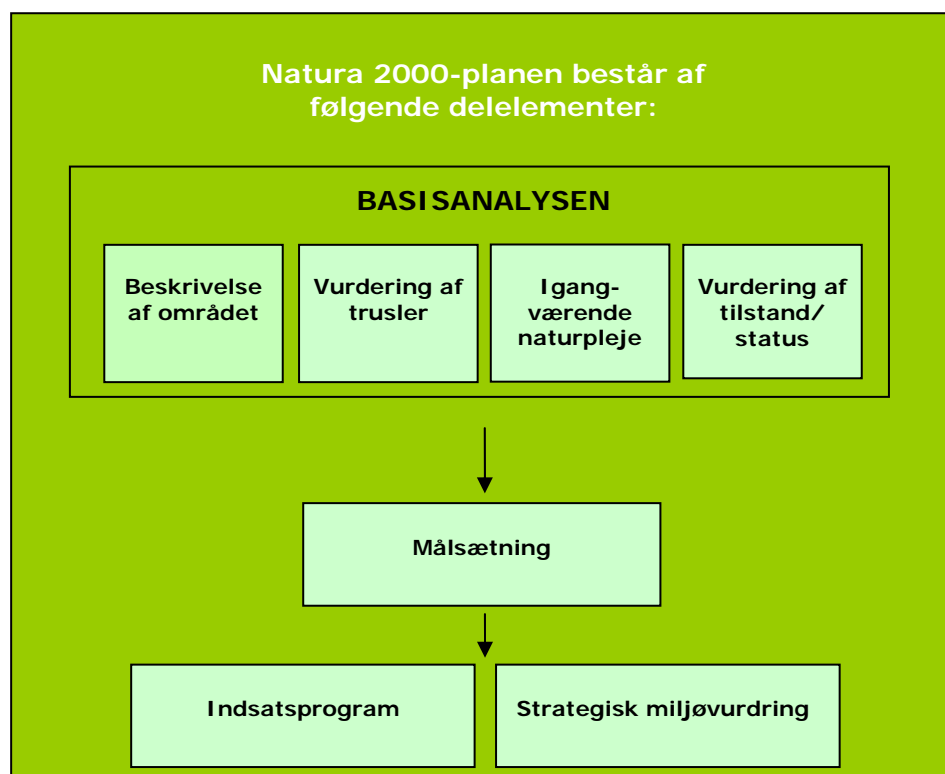 Natura 2000-planen består af
følgende delelementer:
BASISANALYSEN
Beskrivelse
af området
Vurdering af
trusler
Igang-
værende
naturpleje
Vurdering af
tilstand/
status
Målsætning
Indsatsprogram
Strategisk miljøvurdring